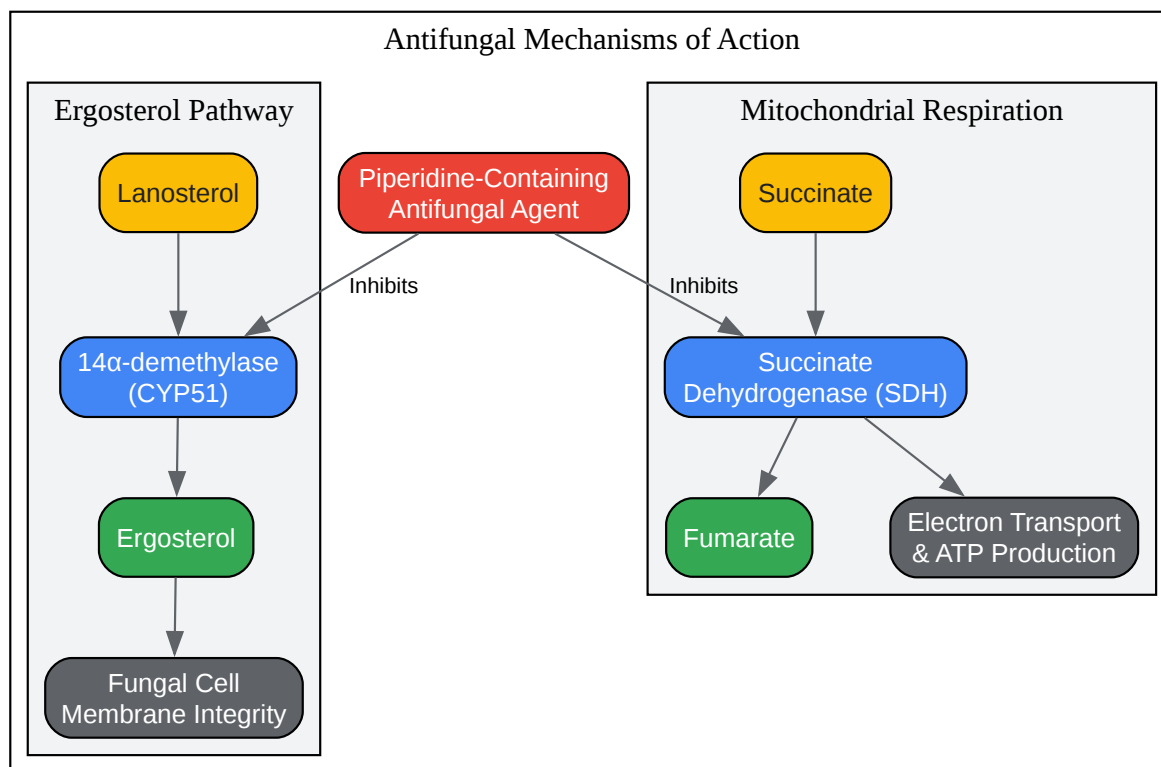 Antifungal Mechanisms of Action
Ergosterol Pathway
Mitochondrial Respiration
Lanosterol
Piperidine-Containing
Antifungal Agent
Succinate
Inhibits
Inhibits
14α-demethylase
(CYP51)
Succinate
Dehydrogenase (SDH)
Ergosterol
Fumarate
Electron Transport
& ATP Production
Fungal Cell
Membrane Integrity